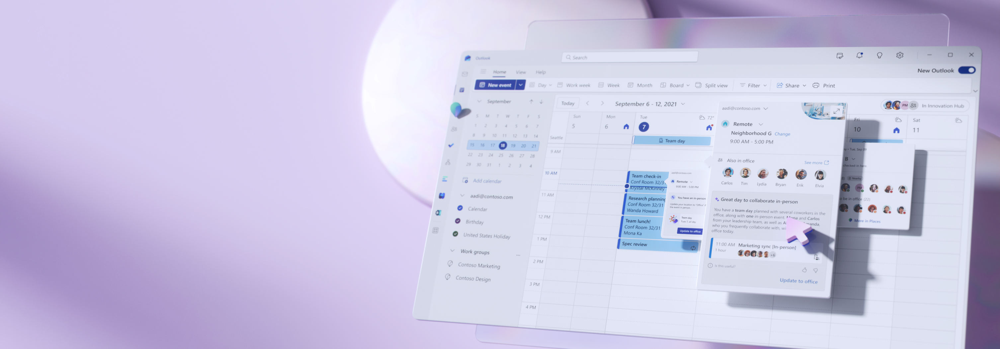 Outlook
Search
New Outlook
Home View Help
New event Day Work week Week Month Board Split view Filter Share Print
September
S M T W T F S
1 2 3 4 5 6 7
8 9 10 11 12 13 14
15 16 17 18 19 20 21
22 23 24 25 26 27 28
29 30 31 1 2 3 4
Add calendar
aadi@contoso.com
Calendar
Birthday
United States Holiday
Work groups
...
Contoso Marketing
Contoso Design
Today September 6 - 12, 2021
In Innovation Hub
PM
Sun
5
Mon
6
Tue
72°
7
Fri
10
Sat
11
Seattle
Team day
9 AM
10 AM
11 AM
12 PM
1 PM
2 PM
3 PM
4 PM
Team check-in
Conf Room 32/31
Krystal McKinney
Research planning
Conf Room 32/31
Wanda Howard
Team lunch!
Conf Room 32/31
Mona Ka
Spec review
aadi@contoso.com
Remote
9:00 AM - 5:00 PM
You have an in-person
Update your location to "Office"
the event in person.
Team day
Tues 7, all day
Update to office
aadi@contoso.com
Remote
Neighborhood G Change
9:00 AM - 5:00 PM
Also in office
See more
Carlos Tim Lydia Bryan Erik Elvia
Great day to collaborate in-person
You have a team day planned with several coworkers in the
office, along with one in-person event. Mona and Carlos
from your leadership team, as well as
who you frequently collaborate with,
office today.
11:00 AM Marketing sync [In-person]
1 hour
+6
Is this useful?
Update to office
Tue, Sep 09
B
checked-in here.
Nearby
PM
be in office (22)
More in Places